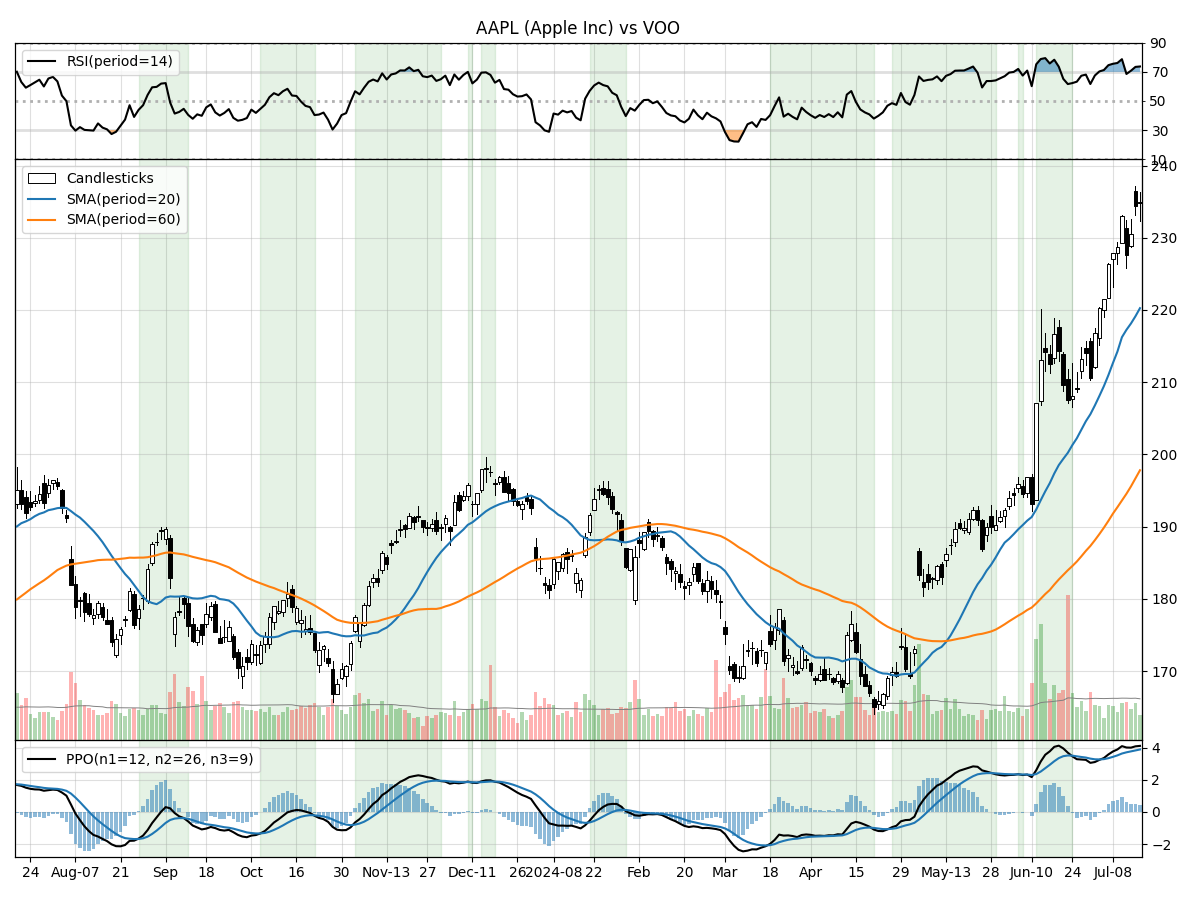 AAPL (Apple Inc) vs VOO
RSI(period=14)
90
70
50
30
10
Candlesticks
SMA(period=20)
SMA(period=60)
240
230
220
210
200
190
180
170
PPO(n1=12, n2=26, n3=9)
4
2
0
−2
24 Aug-07 21 Sep 18 Oct 16 30 Nov-13 27 Dec-11 26 2024-08 22 Feb 20 Mar 18 Apr 15 29 May-13 28 Jun-10 24 Jul-08